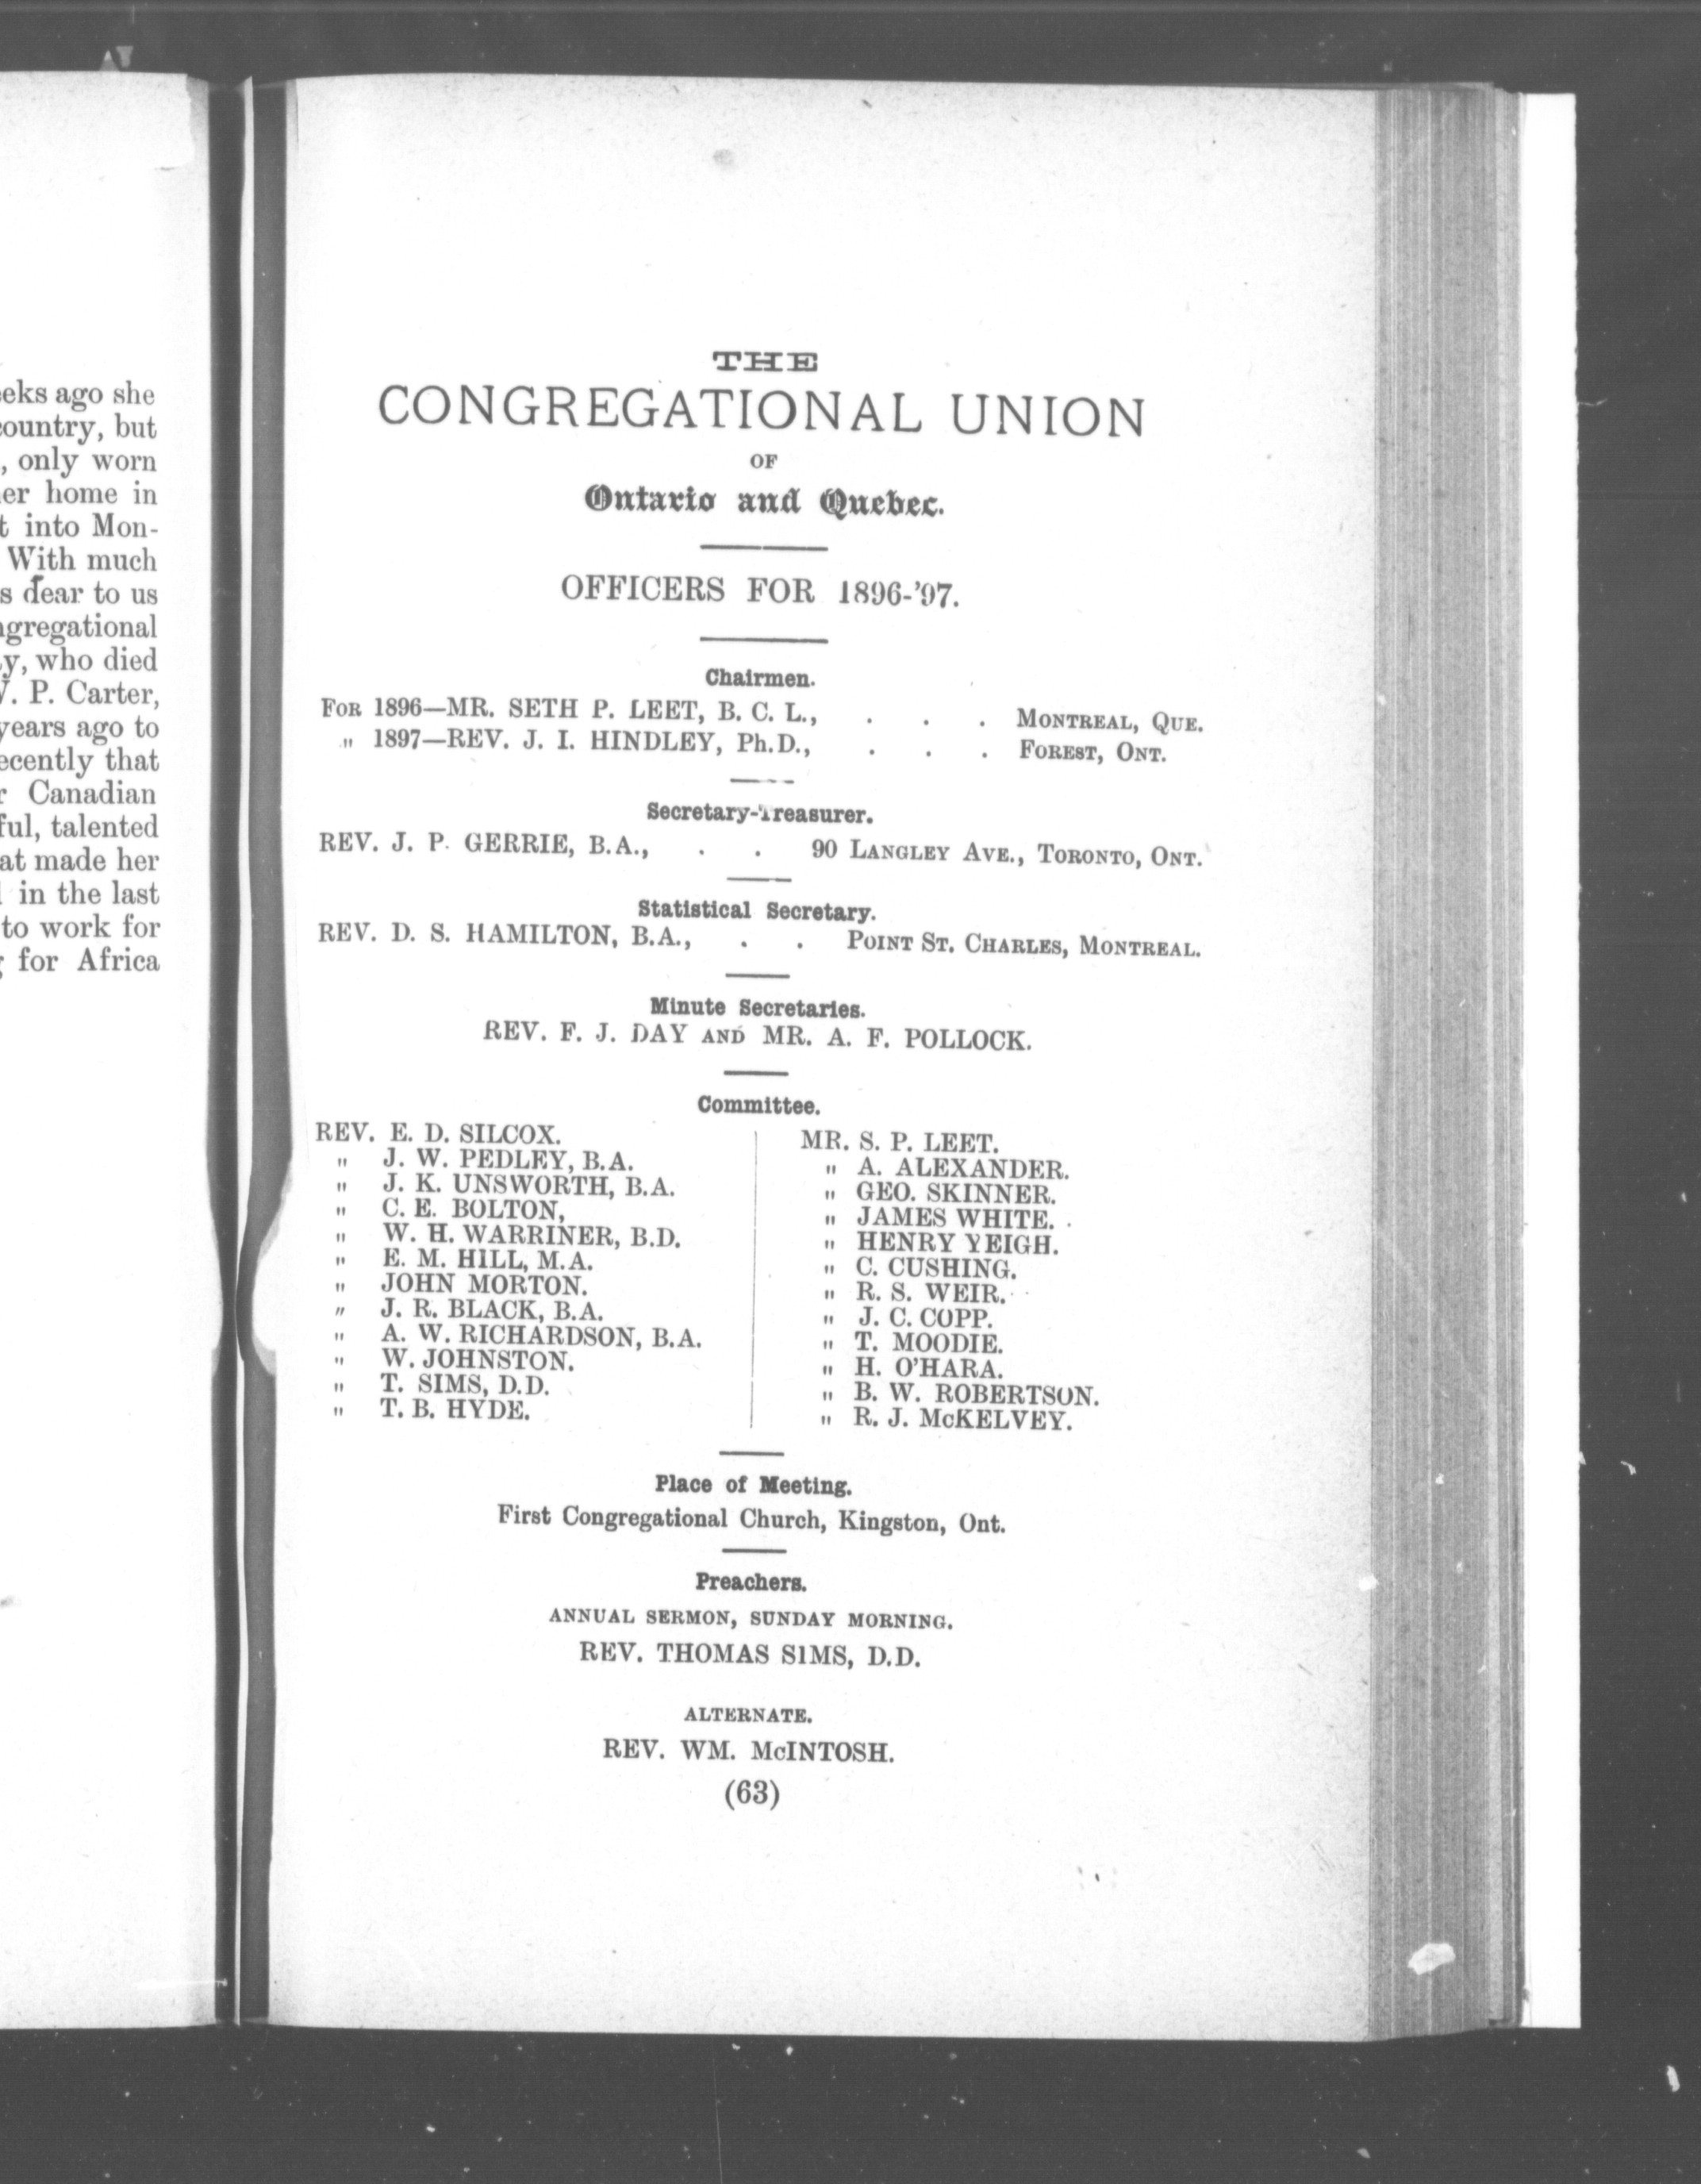 eks ago she
country, but
, only worn
er home in
t into Mon-
With much
s dear to us
ngregational
y, who died
. P. Carter,
years ago to
ecently that
r Canadian
ful, talented
at made her
in the last
to work for
for Africa
THE
CONGREGATIONAL UNION
OF
Ontario and Quebec.
OFFICERS FOR 1896-'97.
Chairmen.
FOR 1896—MR. SETH P. LEET, B. C. L., . . . MONTREAL, QUE.
" 1897—REV. J. I. HINDLEY, Ph.D., . . . FOREST, ONT.
Secretary-Treasurer.
REV. J. P. GERRIE, B.A., . . 90 LANGLEY AVE., TORONTO, ONT.
Statistical Secretary.
REV. D. S. HAMILTON, B.A., . . POINT ST. CHARLES, MONTREAL.
Minute Secretaries.
REV. F. J. DAY AND MR. A. F. POLLOCK.
Committee.
REV. E. D. SILCOX.
" J. W. PEDLEY, B.A.
" J. K. UNSWORTH, B.A.
" C. E. BOLTON,
" W. H. WARRINER, B.D.
" E. M. HILL, M.A.
" JOHN MORTON.
" J. R. BLACK, B.A.
" A. W. RICHARDSON, B.A.
" W. JOHNSTON.
" T. SIMS, D.D.
" T. B. HYDE.
MR. S. P. LEET.
" A. ALEXANDER.
" GEO. SKINNER.
" JAMES WHITE.
" HENRY YEIGH.
" C. CUSHING.
" R. S. WEIR.
" J. C. COPP.
" T. MOODIE.
" H. O'HARA.
" B. W. ROBERTSON.
" R. J. McKELVEY.
Place of Meeting.
First Congregational Church, Kingston, Ont.
Preachers.
ANNUAL SERMON, SUNDAY MORNING.
REV. THOMAS SIMS, D.D.
ALTERNATE.
REV. WM. McINTOSH.
(63)